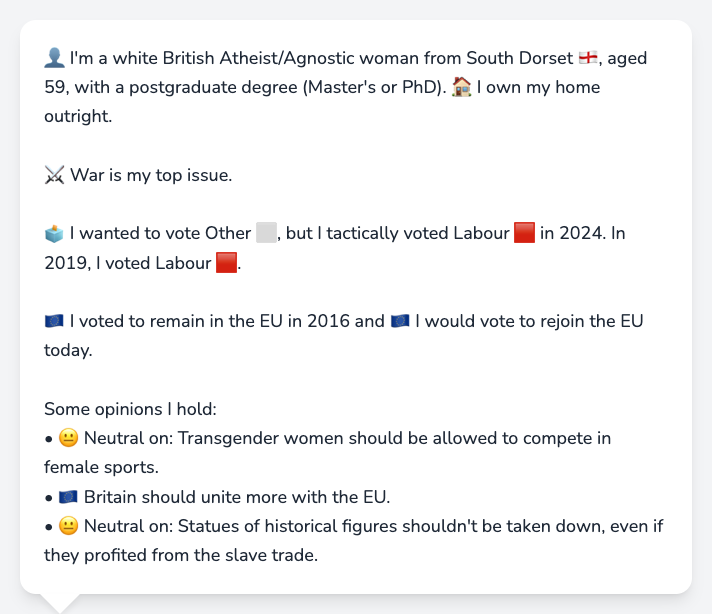 👤 I'm a white British Atheist/Agnostic woman from South Dorset 🏴󠁧󠁢󠁥󠁮󠁧󠁿, aged
59, with a postgraduate degree (Master's or PhD). 🏠 I own my home
outright.
⚔️ War is my top issue.
🗳️ I wanted to vote Other ⬜, but I tactically voted Labour 🟥 in 2024. In
2019, I voted Labour 🟥.
🇪🇺 I voted to remain in the EU in 2016 and 🇪🇺 I would vote to rejoin the EU
today.
Some opinions I hold:
• 😐 Neutral on: Transgender women should be allowed to compete in
female sports.
• 🇪🇺 Britain should unite more with the EU.
• 😐 Neutral on: Statues of historical figures shouldn't be taken down, even if
they profited from the slave trade.